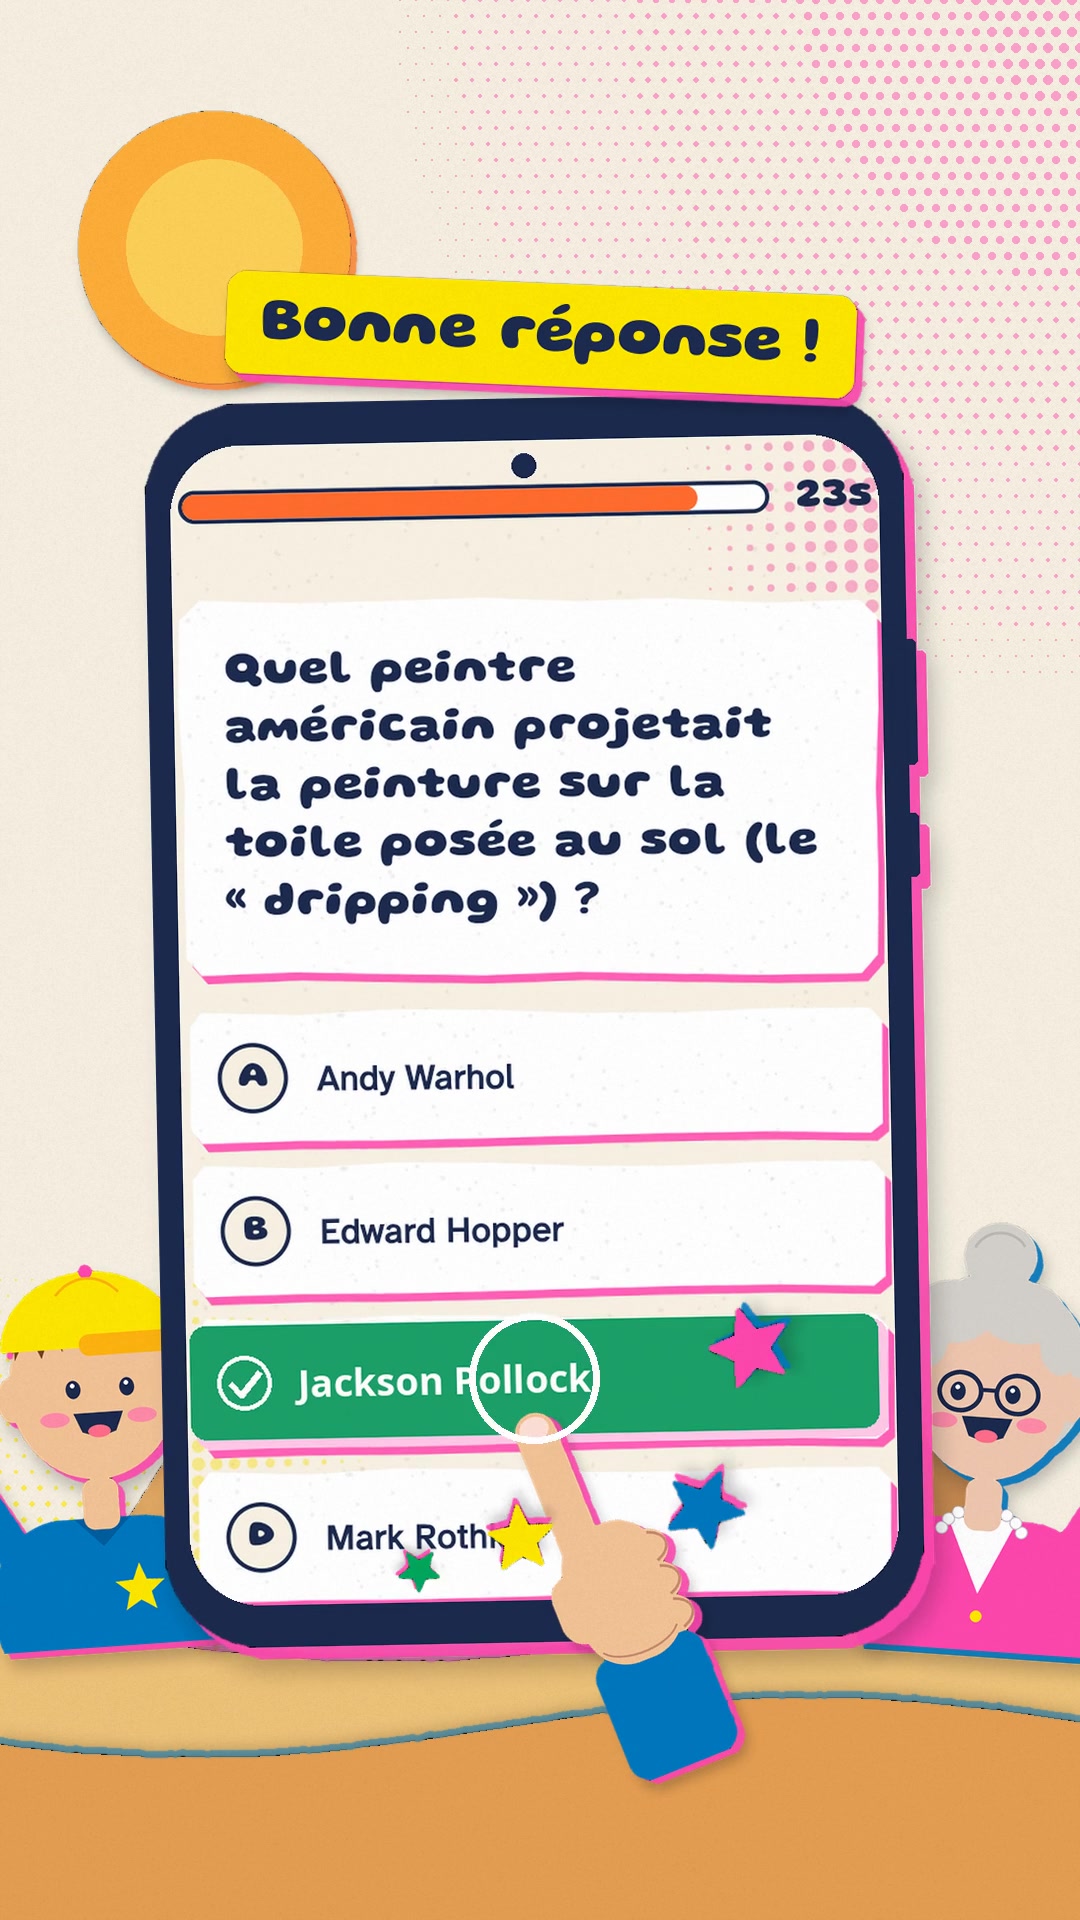 Bonne réponse !
23s
Quel peintre
américain projetait
la peinture sur la
toile posée au sol (le
« dripping ») ?
A Andy Warhol
B Edward Hopper
Jackson Pollock
D Mark